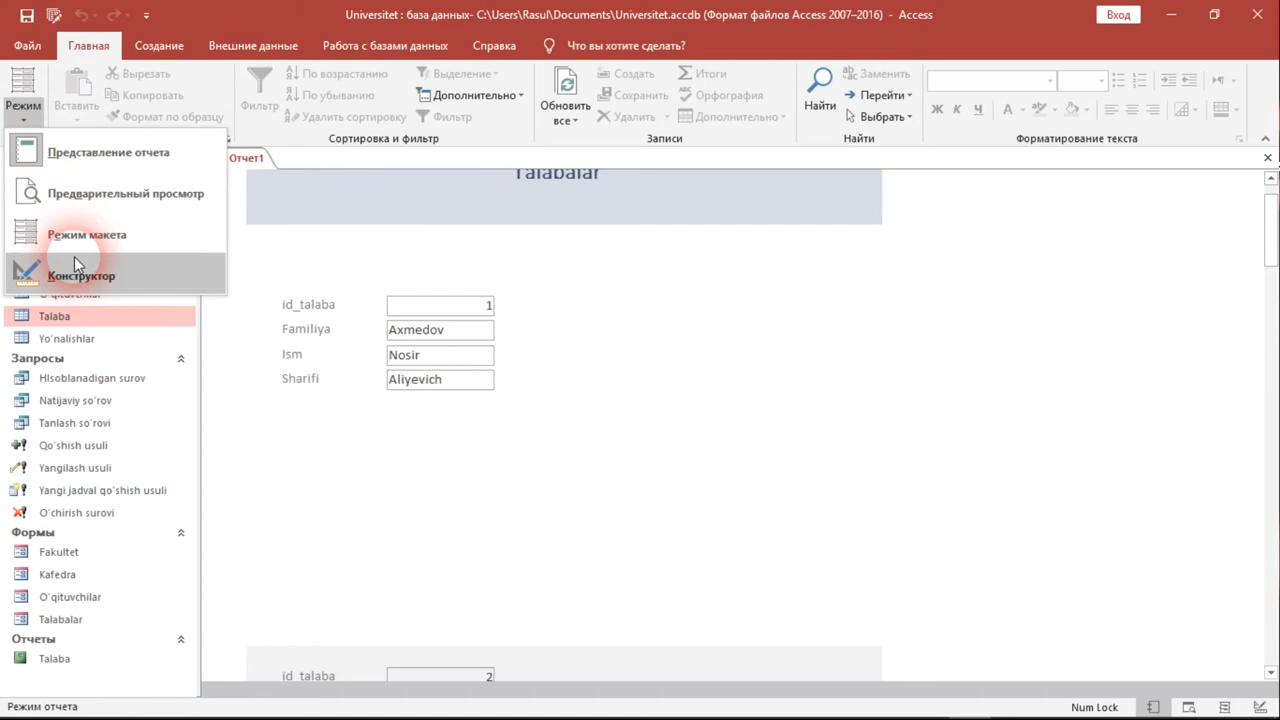 Universitet : база данных- C:\Users\Rasul\Documents\Universitet.accdb (Формат файлов Access 2007–2016) - Access
Вход
Файл
Главная
Создание
Внешние данные
Работа с базами данных
Справка
Что вы хотите сделать?
Режим
Вставить
Вырезать
Копировать
Формат по образцу
Фильтр
По возрастанию
По убыванию
Удалить сортировку
Выделение
Дополнительно
Фильтр
Сортировка и фильтр
Обновить
все
Создать
Сохранить
Удалить
Итоги
Орфография
Дополнительно
Записи
Найти
Заменить
Перейти
Выбрать
Найти
Ж К Ч
А
Форматирование текста
Представление отчета
Предварительный просмотр
Режим макета
Конструктор
O'qituvchilar
Talaba
Yo'nalishlar
Запросы
HIsoblanadigan surov
Natijaviy so'rov
Tanlash so'rovi
Qo'shish usuli
Yangilash usuli
Yangi jadval qo'shish usuli
O'chirish surovi
Формы
Fakultet
Kafedra
O'qituvchilar
Talabalar
Отчеты
Talaba
Отчет1
Talabalar
id_talaba 1
Familiya Axmedov
Ism Nosir
Sharifi Aliyevich
id_talaba 2
Режим отчета
Num Lock